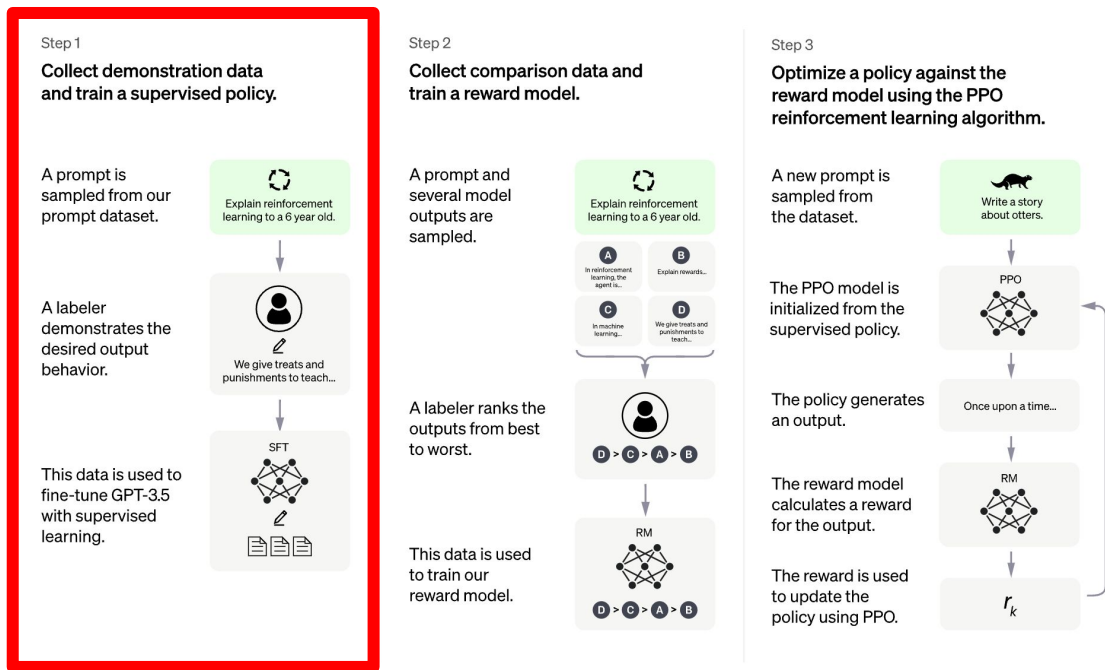 Step 1
Collect demonstration data
and train a supervised policy.
A prompt is
sampled from our
prompt dataset.
Explain reinforcement
learning to a 6 year old.
A labeler
demonstrates the
desired output
behavior.
We give treats and
punishments to teach...
This data is used to
fine-tune GPT-3.5
with supervised
learning.
SFT
Step 2
Collect comparison data and
train a reward model.
A prompt and
several model
outputs are
sampled.
Explain reinforcement
learning to a 6 year old.
A
In reinforcement
learning, the
agent is...
B
Explain rewards...
C
In machine
learning...
D
We give treats and
punishments to
teach...
A labeler ranks the
outputs from best
to worst.
D > C > A > B
This data is used
to train our
reward model.
RM
D > C > A > B
Step 3
Optimize a policy against the
reward model using the PPO
reinforcement learning algorithm.
A new prompt is
sampled from
the dataset.
Write a story
about otters.
The PPO model is
initialized from the
supervised policy.
PPO
The policy generates
an output.
Once upon a time...
The reward model
calculates a reward
for the output.
RM
The reward is used
to update the
policy using PPO.
r_k